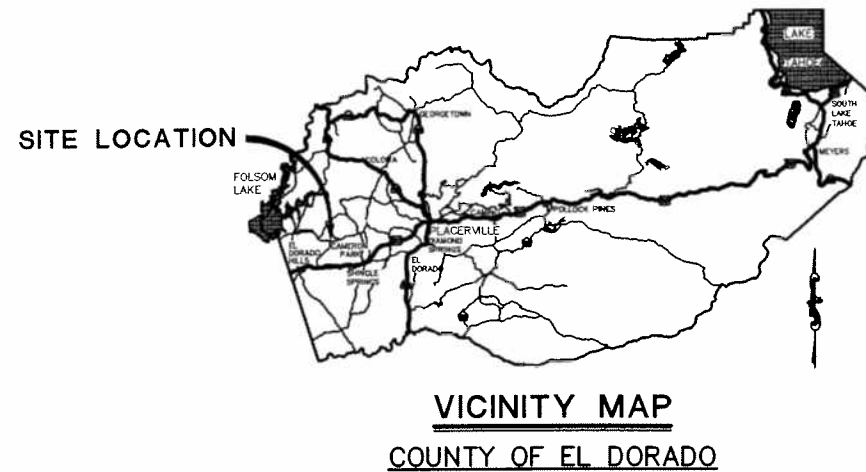 LAKE
TAHOE
SOUTH
LAKE
TAHOE
MEYERS
GEORGETOWN
SITE LOCATION
COLOMA
FOLSOM
LAKE
POLLOCK PINES
PLACERVILLE
DIAMOND
SPRINGS
EL
DORADO
HILLS
CAMERON
PARK
EL
DORADO
SHINGLE
SPRINGS
VICINITY MAP
COUNTY OF EL DORADO